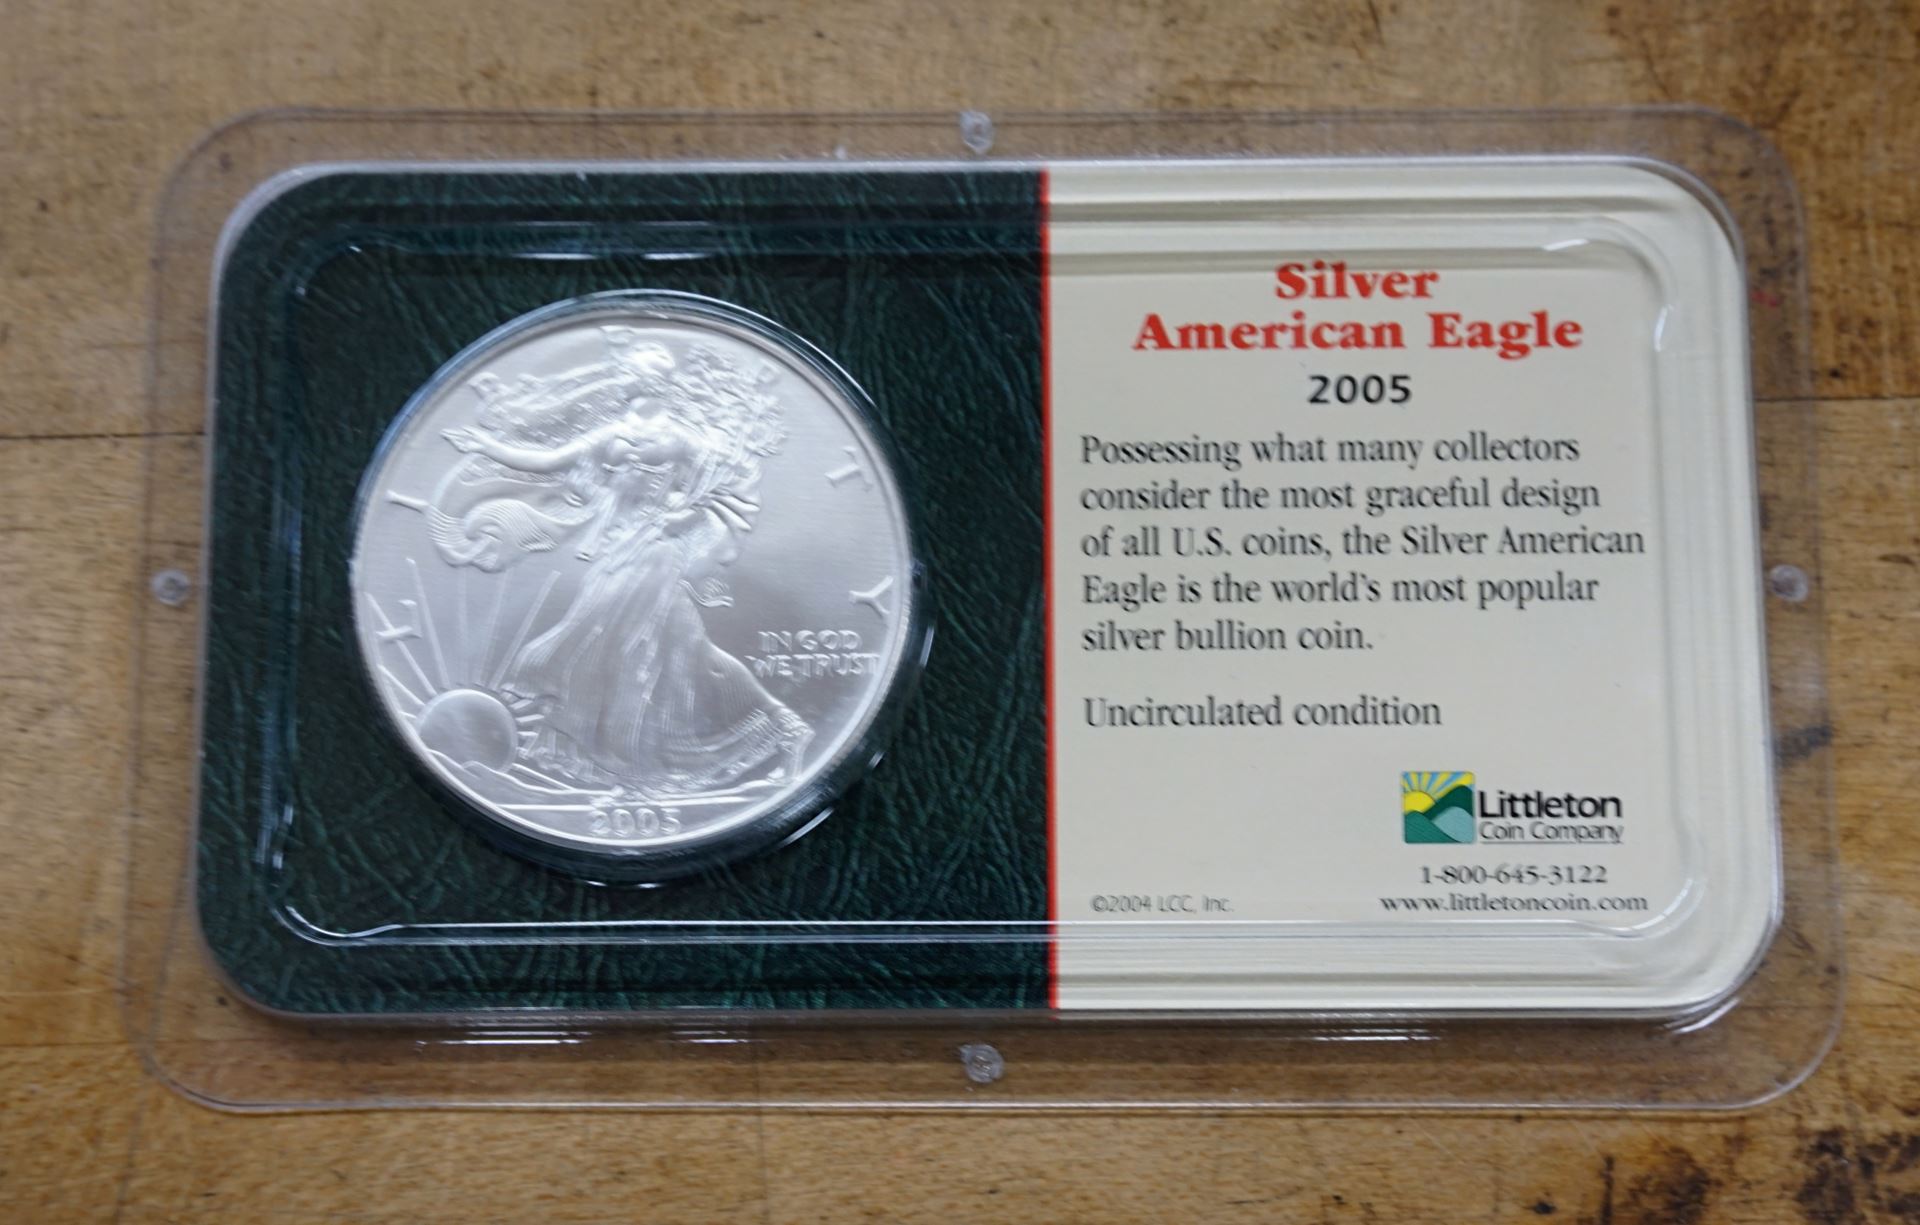 LIBERTY
IN GOD
WE TRUST
2005
Silver
American Eagle
2005
Possessing what many collectors
consider the most graceful design
of all U.S. coins, the Silver American
Eagle is the world's most popular
silver bullion coin.
Uncirculated condition
Littleton
Coin Company
1-800-645-3122
©2004 LCC, Inc.
www.littletoncoin.com